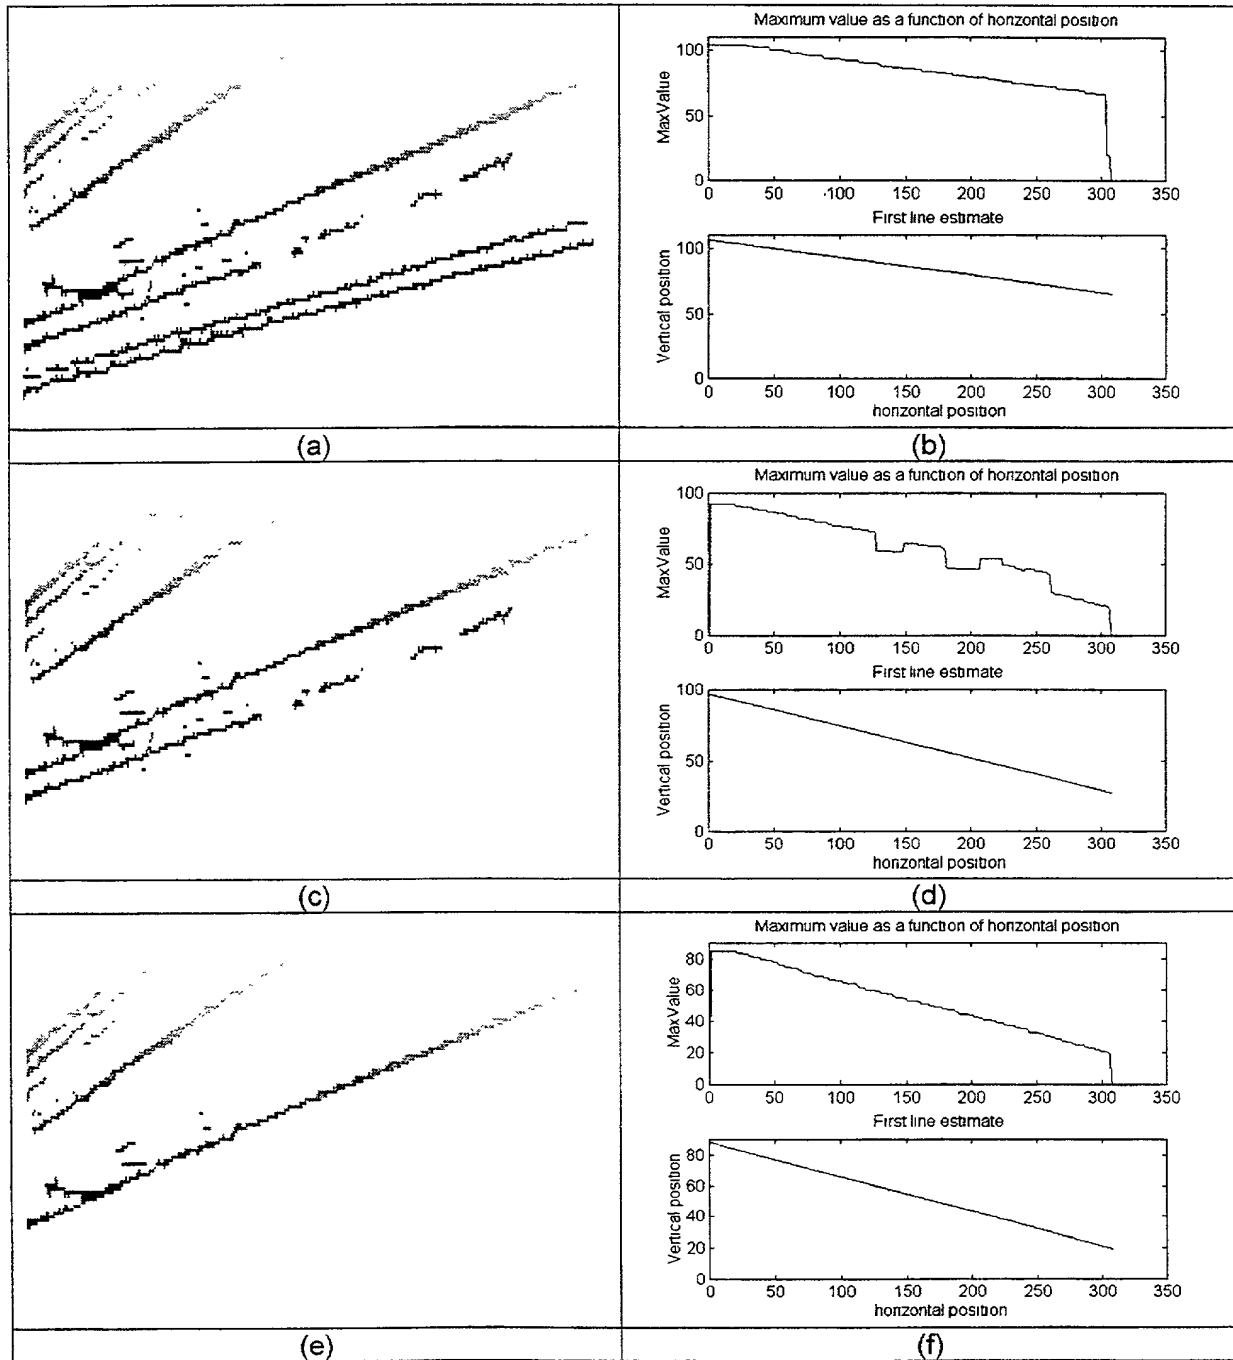 Maximum value as a function of horizontal position
MaxValue
100
50
0
0 50 100 150 200 250 300 350
First line estimate
Vertical position
100
50
0
0 50 100 150 200 250 300 350
horizontal position
(a) (b)
Maximum value as a function of horizontal position
MaxValue
100
50
0
0 50 100 150 200 250 300 350
First line estimate
Vertical position
100
50
0
0 50 100 150 200 250 300 350
horizontal position
(c) (d)
Maximum value as a function of horizontal position
MaxValue
80
60
40
20
0
0 50 100 150 200 250 300 350
First line estimate
Vertical position
80
60
40
20
0
0 50 100 150 200 250 300 350
horizontal position
(e) (f)